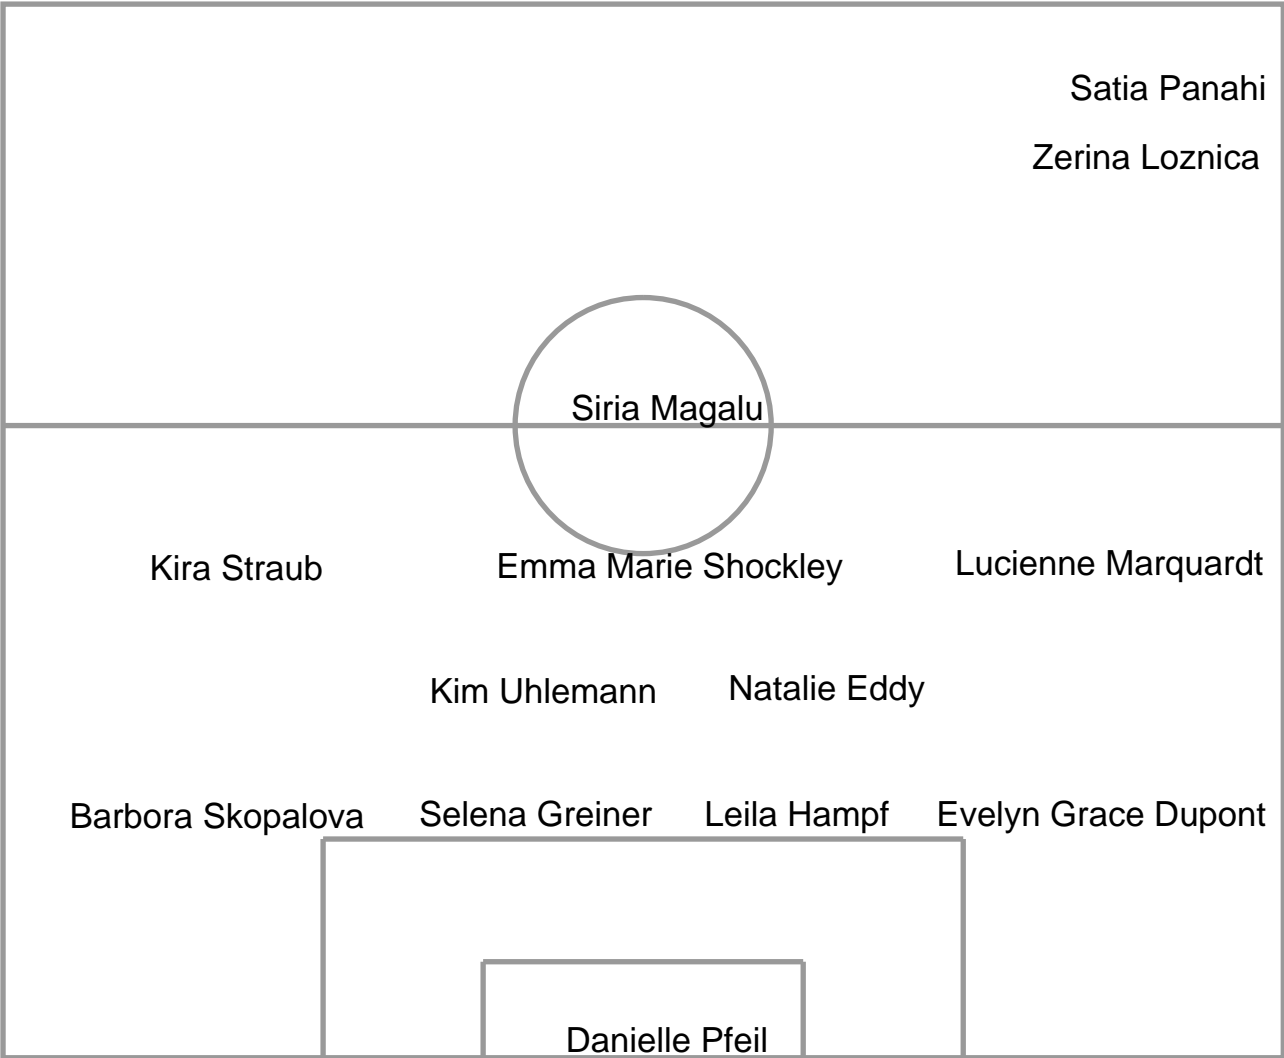 Satia Panahi
Zerina Loznica
Siria Magalu
Kira Straub
Emma Marie Shockley
Lucienne Marquardt
Kim Uhlemann
Natalie Eddy
Barbora Skopalova
Selena Greiner
Leila Hampf
Evelyn Grace Dupont
Danielle Pfeil